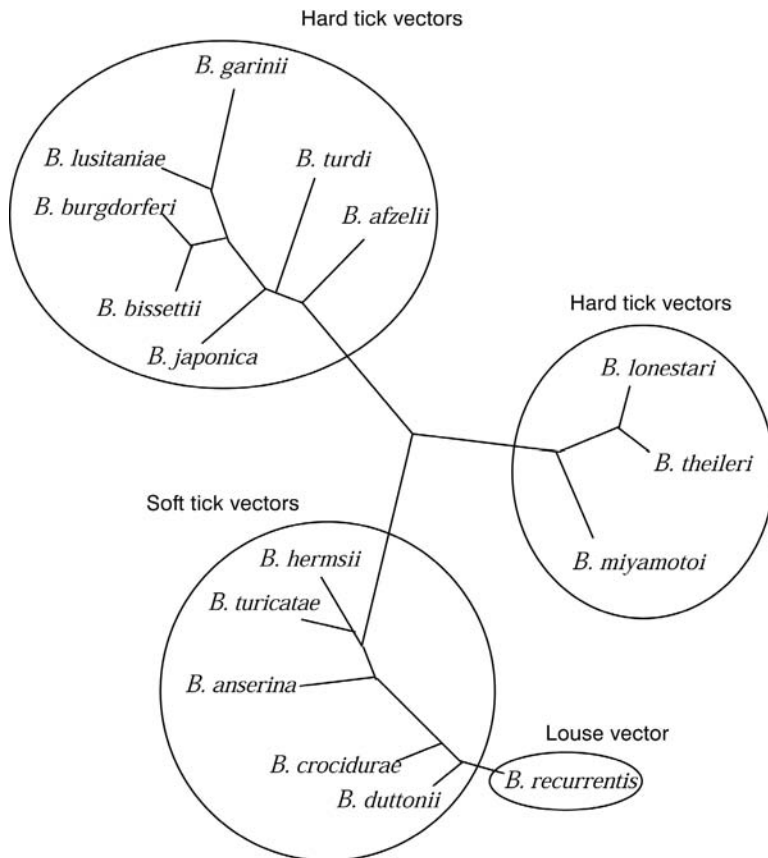 Hard tick vectors
B. garinii
B. lusitaniae
B. turdi
B. burgdorferi
B. afzelii
B. bissettii
B. japonica
Hard tick vectors
B. lonestari
B. theileri
B. miyamotoi
Soft tick vectors
B. hermsii
B. turicatae
B. anserina
B. crocidurae
B. duttonii
Louse vector
B. recurrentis